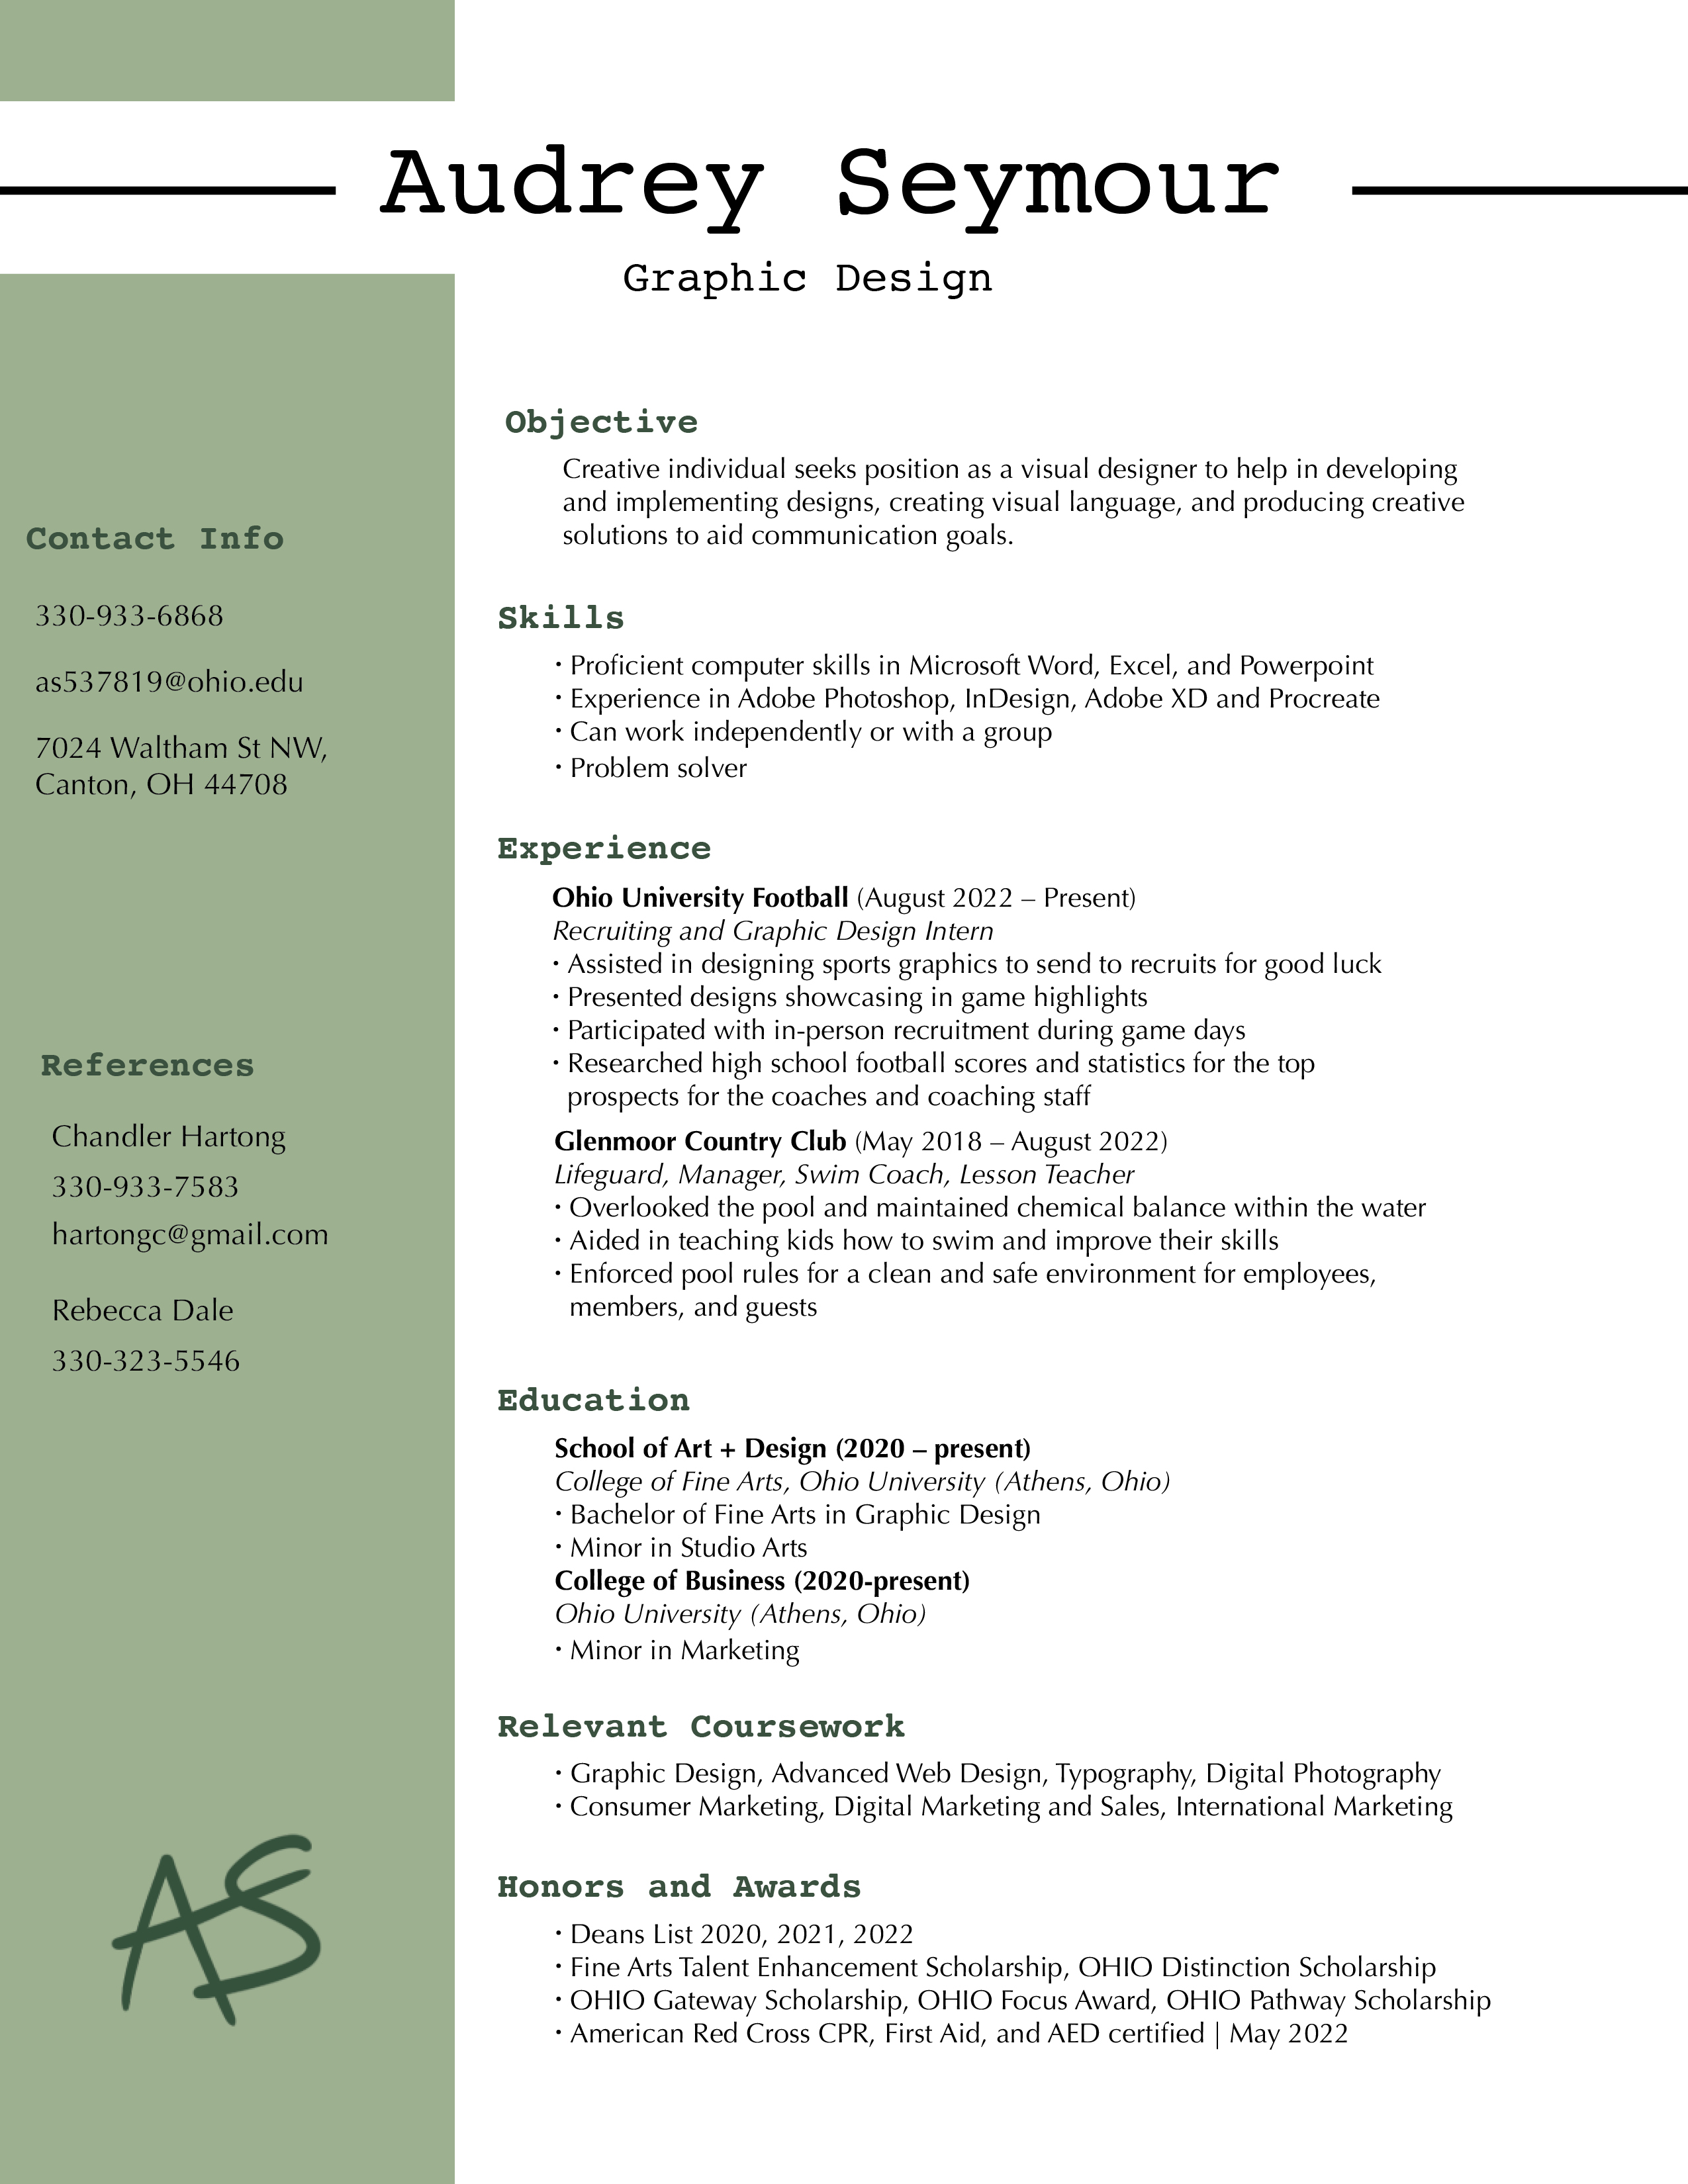 Audrey Seymour
Graphic Design
Contact Info
330-933-6868
as537819@ohio.edu
7024 Waltham St NW,
Canton, OH 44708
References
Chandler Hartong
330-933-7583
hartongc@gmail.com
Rebecca Dale
330-323-5546
AS
Objective
Creative individual seeks position as a visual designer to help in developing
and implementing designs, creating visual language, and producing creative
solutions to aid communication goals.
Skills
• Proficient computer skills in Microsoft Word, Excel, and Powerpoint
• Experience in Adobe Photoshop, InDesign, Adobe XD and Procreate
• Can work independently or with a group
• Problem solver
Experience
Ohio University Football (August 2022 – Present)
Recruiting and Graphic Design Intern
• Assisted in designing sports graphics to send to recruits for good luck
• Presented designs showcasing in game highlights
• Participated with in-person recruitment during game days
• Researched high school football scores and statistics for the top
prospects for the coaches and coaching staff
Glenmoor Country Club (May 2018 – August 2022)
Lifeguard, Manager, Swim Coach, Lesson Teacher
• Overlooked the pool and maintained chemical balance within the water
• Aided in teaching kids how to swim and improve their skills
• Enforced pool rules for a clean and safe environment for employees,
members, and guests
Education
School of Art + Design (2020 – present)
College of Fine Arts, Ohio University (Athens, Ohio)
• Bachelor of Fine Arts in Graphic Design
• Minor in Studio Arts
College of Business (2020-present)
Ohio University (Athens, Ohio)
• Minor in Marketing
Relevant Coursework
• Graphic Design, Advanced Web Design, Typography, Digital Photography
• Consumer Marketing, Digital Marketing and Sales, International Marketing
Honors and Awards
• Deans List 2020, 2021, 2022
• Fine Arts Talent Enhancement Scholarship, OHIO Distinction Scholarship
• OHIO Gateway Scholarship, OHIO Focus Award, OHIO Pathway Scholarship
• American Red Cross CPR, First Aid, and AED certified | May 2022